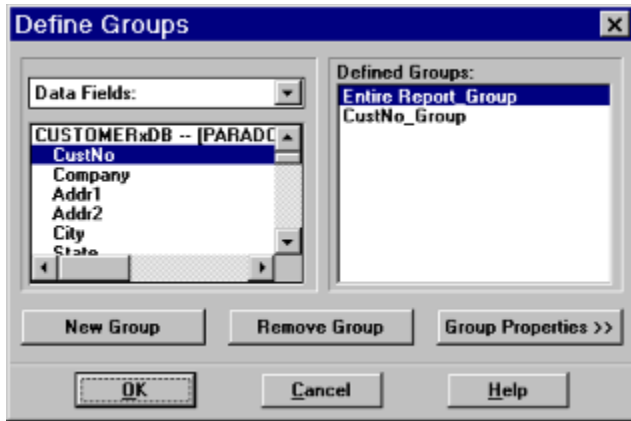 Define Groups
Data Fields:
CUSTOMERxDB -- [PARADO
CustNo
Company
Addr1
Addr2
City
State
Defined Groups:
Entire Report_Group
CustNo_Group
New Group
Remove Group
Group Properties >>
OK
Cancel
Help